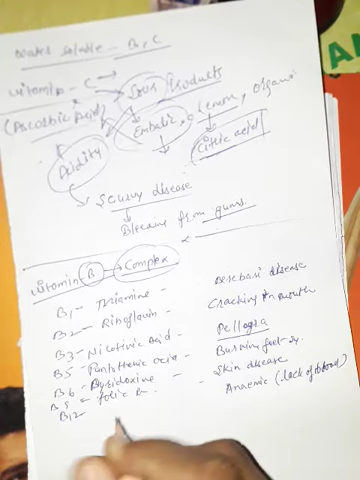 Water soluble - B, C
Vitamin - C → Sour Products
(Ascorbic acid) Embalic, Lemon, Organe
Acidity Citric acid
Scurvy disease
Bleeding from gums.
Vitamin B → Complex
B1 - Thiamine - Beriberi disease
B2 - Riboflavin - Cracking mouth
B3 - Nicotinic Acid - Pellagra
B5 - Pantothenic acid - Burning feet
B6 - Pyridoxine - Skin disease
B9 - folic - Anaemic (lack of blood)
B12 -